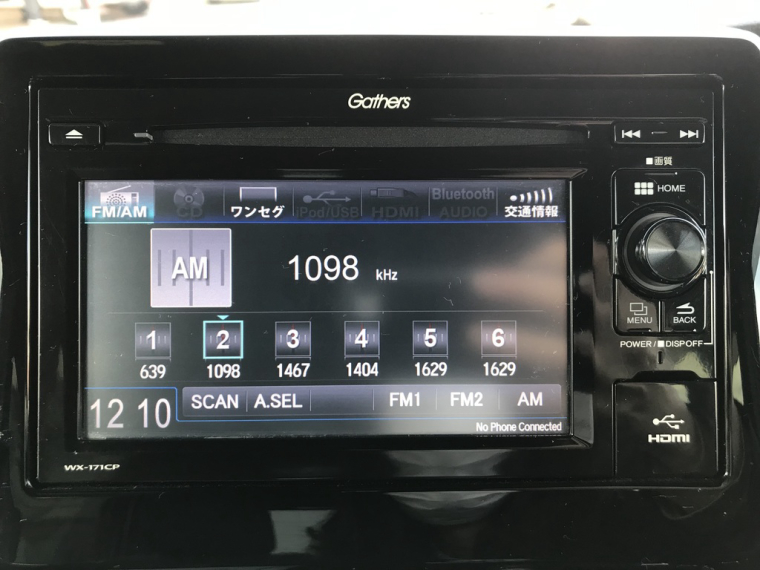 Gathers
■画質
HOME
FM/AM CD ワンセグ iPod/USB HDMI Bluetooth AUDIO 交通情報
AM 1098 kHz
1 2 3 4 5 6
639 1098 1467 1404 1629 1629
MENU BACK
POWER / ■DISPOFF
12 10 SCAN A.SEL FM1 FM2 AM
No Phone Connected
HDMI
WX-171CP